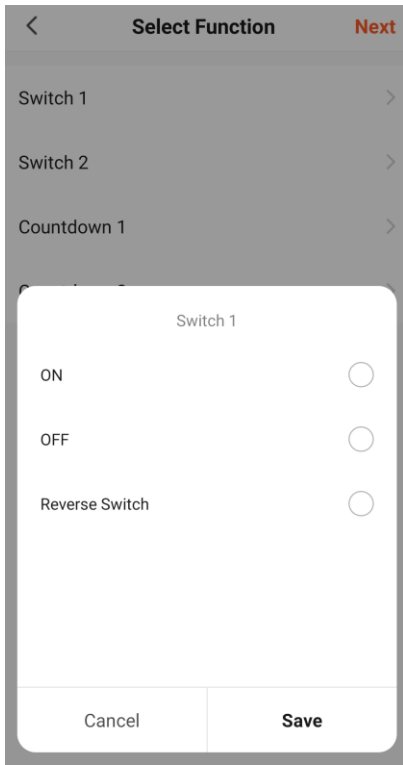 Select Function Next
Switch 1
Switch 2
Countdown 1
Switch 1
ON
OFF
Reverse Switch
Cancel Save